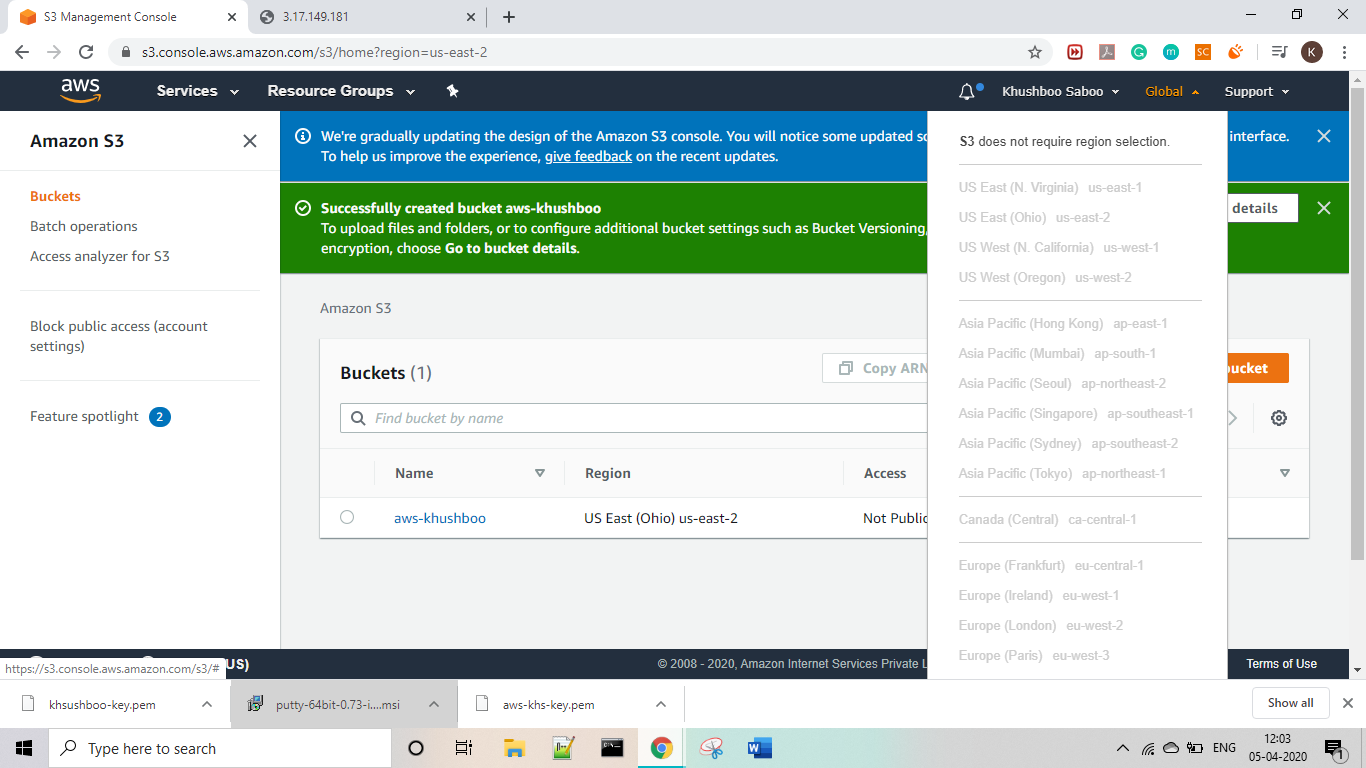 S3 Management Console
3.17.149.181
s3.console.aws.amazon.com/s3/home?region=us-east-2
SC
m
K
aws
Services
Resource Groups
Khushboo Saboo
Global
Support
Amazon S3
Buckets
Batch operations
Access analyzer for S3
Block public access (account
settings)
Feature spotlight 2
We're gradually updating the design of the Amazon S3 console. You will notice some updated
interface.
To help us improve the experience, give feedback on the recent updates.
Successfully created bucket aws-khushboo
To upload files and folders, or to configure additional bucket settings such as Bucket Versioning,
encryption, choose Go to bucket details.
details
Amazon S3
Buckets (1)
Copy ARN
bucket
Find bucket by name
Name
Region
Access
aws-khushboo
US East (Ohio) us-east-2
Not Public
S3 does not require region selection.
US East (N. Virginia) us-east-1
US East (Ohio) us-east-2
US West (N. California) us-west-1
US West (Oregon) us-west-2
Asia Pacific (Hong Kong) ap-east-1
Asia Pacific (Mumbai) ap-south-1
Asia Pacific (Seoul) ap-northeast-2
Asia Pacific (Singapore) ap-southeast-1
Asia Pacific (Sydney) ap-southeast-2
Asia Pacific (Tokyo) ap-northeast-1
Canada (Central) ca-central-1
Europe (Frankfurt) eu-central-1
Europe (Ireland) eu-west-1
Europe (London) eu-west-2
Europe (Paris) eu-west-3
https://s3.console.aws.amazon.com/s3/#
US)
© 2008 - 2020, Amazon Internet Services Private L
Terms of Use
khsushboo-key.pem
putty-64bit-0.73-i....msi
aws-khs-key.pem
Show all
Type here to search
ENG
12:03
05-04-2020
1